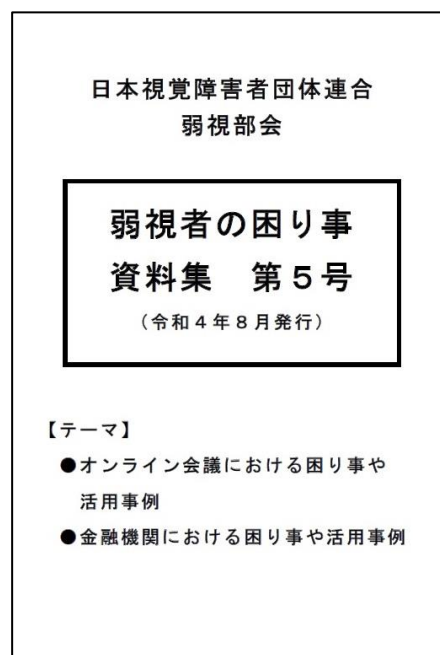 日本視覚障害者団体連合
弱視部会
弱視者の困り事
資料集　第５号
（令和４年８月発行）
【テーマ】
●オンライン会議における困り事や
活用事例
●金融機関における困り事や活用事例